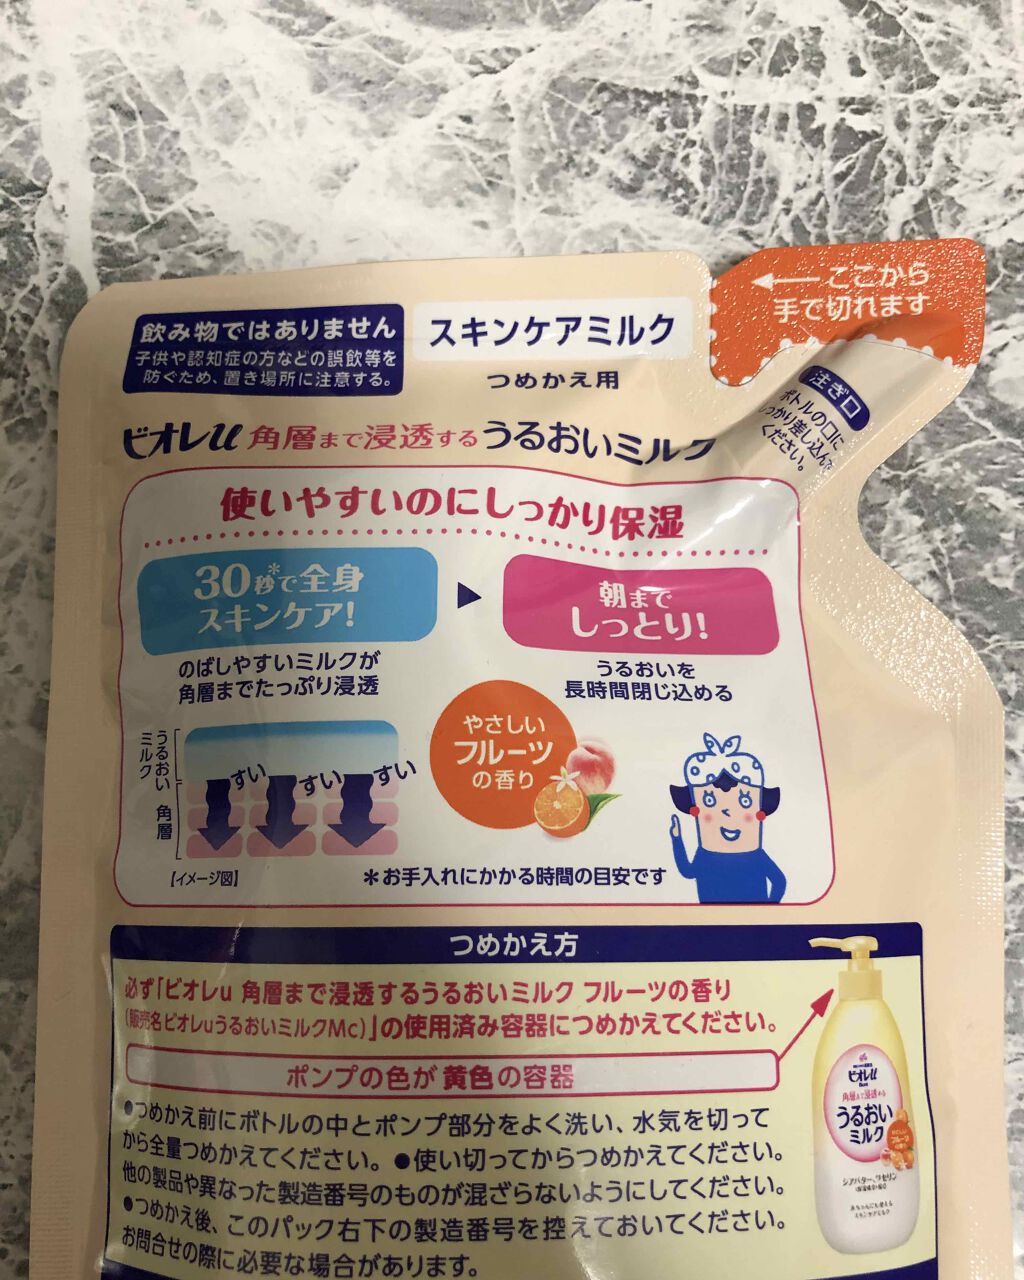 ここから
手で切れます
飲み物ではありません
子供や認知症の方などの誤飲等を
防ぐため、置き場所に注意する。
スキンケアミルク
つめかえ用
注ぎ口
ボトルの口に
しっかり差し込んで
ください。
ビオレu 角層まで浸透する うるおいミルク
使いやすいのにしっかり保湿
30秒*で全身
スキンケア!
のばしやすいミルクが
角層までたっぷり浸透
朝まで
しっとり!
うるおいを
長時間閉じ込める
うるおい
ミルク
角層
すい すい すい
【イメージ図】
やさしい
フルーツ
の香り
*お手入れにかかる時間の目安です
つめかえ方
必ず「ビオレu 角層まで浸透するうるおいミルク フルーツの香り
(販売名ビオレuうるおいミルクMc)」の使用済み容器につめかえてください。
ポンプの色が 黄色の容器
●つめかえ前にボトルの中とポンプ部分をよく洗い、水気を切って
から全量つめかえてください。 ●使い切ってからつめかえてください。
他の製品や異なった製造番号のものが混ざらないようにしてください。
●つめかえ後、このパック右下の製造番号を控えておいてください。
お問合せの際に必要な場合があります。
ビオレu
角層まで浸透する
うるおい
ミルク
やさしい
フルーツ
の香り
シアバター、ワセリン